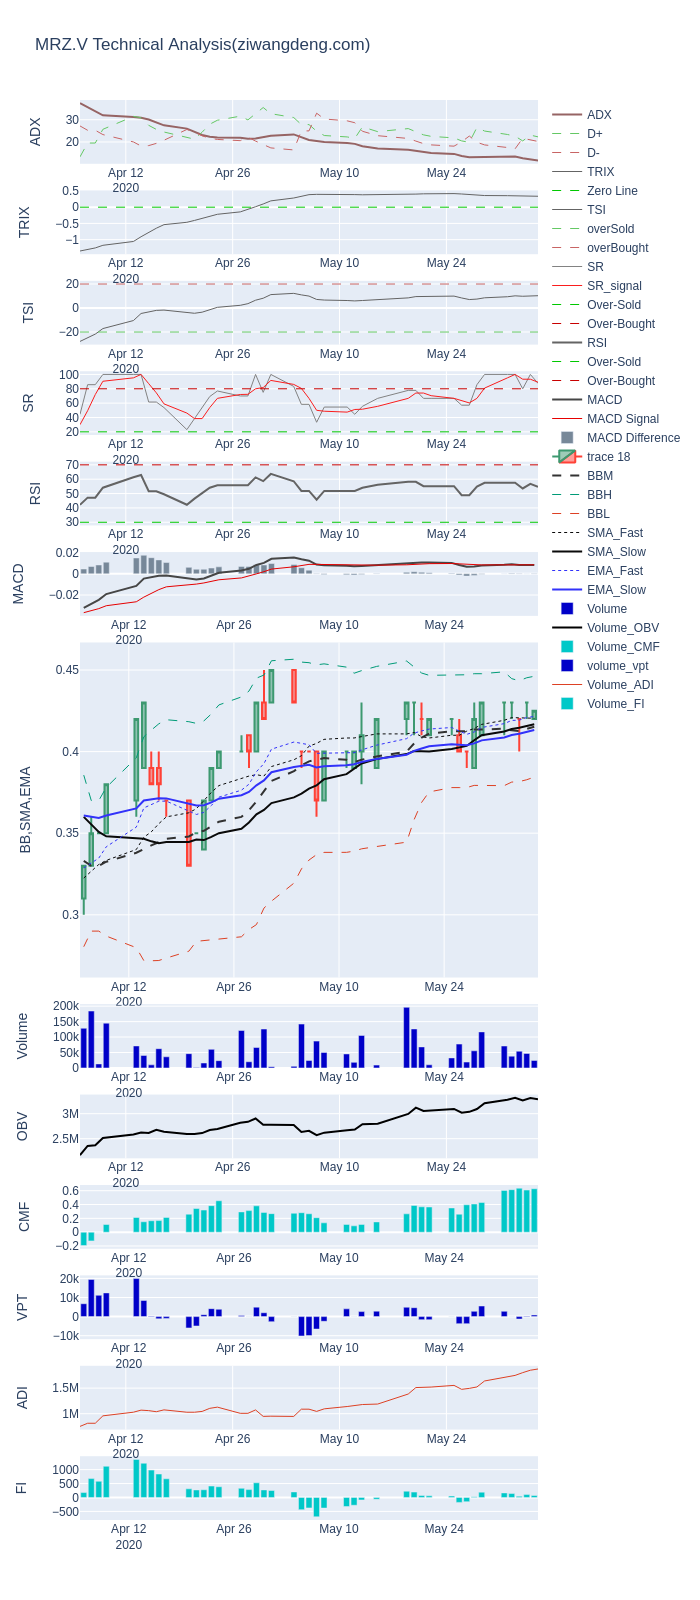 MRZ.V Technical Analysis(ziwangdeng.com)
ADX
30
20
Apr 12
2020
Apr 26
May 10
May 24
TRIX
0.5
0
−0.5
−1
Apr 12
2020
Apr 26
May 10
May 24
TSI
20
0
−20
Apr 12
2020
Apr 26
May 10
May 24
SR
100
80
60
40
20
Apr 12
2020
Apr 26
May 10
May 24
RSI
70
60
50
40
30
Apr 12
2020
Apr 26
May 10
May 24
MACD
0.02
0
−0.02
Apr 12
2020
Apr 26
May 10
May 24
BB,SMA,EMA
0.45
0.4
0.35
0.3
Apr 12
2020
Apr 26
May 10
May 24
Volume
200k
150k
100k
50k
0
Apr 12
2020
Apr 26
May 10
May 24
OBV
3M
2.5M
Apr 12
2020
Apr 26
May 10
May 24
CMF
0.6
0.4
0.2
0
−0.2
Apr 12
2020
Apr 26
May 10
May 24
VPT
20k
10k
0
−10k
Apr 12
2020
Apr 26
May 10
May 24
ADI
1.5M
1M
Apr 12
2020
Apr 26
May 10
May 24
FI
1000
500
0
−500
Apr 12
2020
Apr 26
May 10
May 24
ADX
D+
D-
TRIX
Zero Line
TSI
overSold
overBought
SR
SR_signal
Over-Sold
Over-Bought
RSI
Over-Sold
Over-Bought
MACD
MACD Signal
MACD Difference
trace 18
BBM
BBH
BBL
SMA_Fast
SMA_Slow
EMA_Fast
EMA_Slow
Volume
Volume_OBV
Volume_CMF
volume_vpt
Volume_ADI
Volume_FI